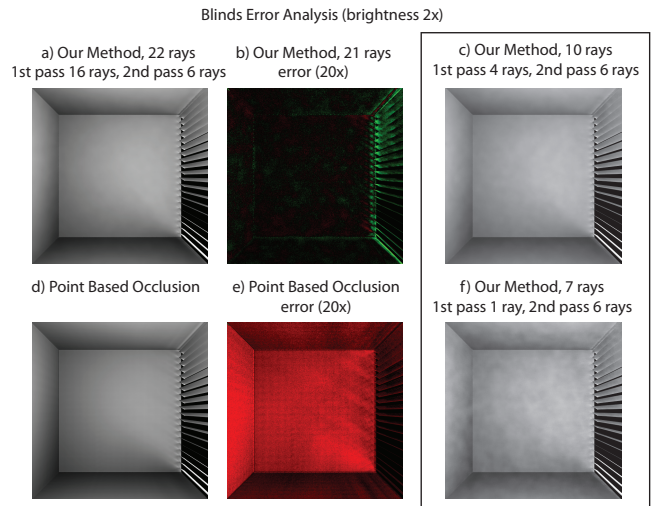 Blinds Error Analysis (brightness 2x)
a) Our Method, 22 rays
1st pass 16 rays, 2nd pass 6 rays
b) Our Method, 21 rays
error (20x)
c) Our Method, 10 rays
1st pass 4 rays, 2nd pass 6 rays
d) Point Based Occlusion
e) Point Based Occlusion
error (20x)
f) Our Method, 7 rays
1st pass 1 ray, 2nd pass 6 rays